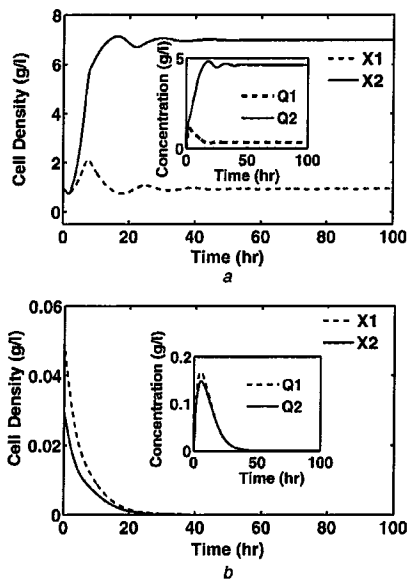 8
6
4
2
0
Cell Density (g/l)
X1
X2
5
0
Concentration (g/l)
Q1
Q2
0 50 100
Time (hr)
0 20 40 60 80 100
Time (hr)
a
0.06
0.04
0.02
0
Cell Density (g/l)
X1
X2
0.2
0.1
0
Concentration (g/l)
Q1
Q2
0 50 100
Time (hr)
0 20 40 60 80 100
Time (hr)
b